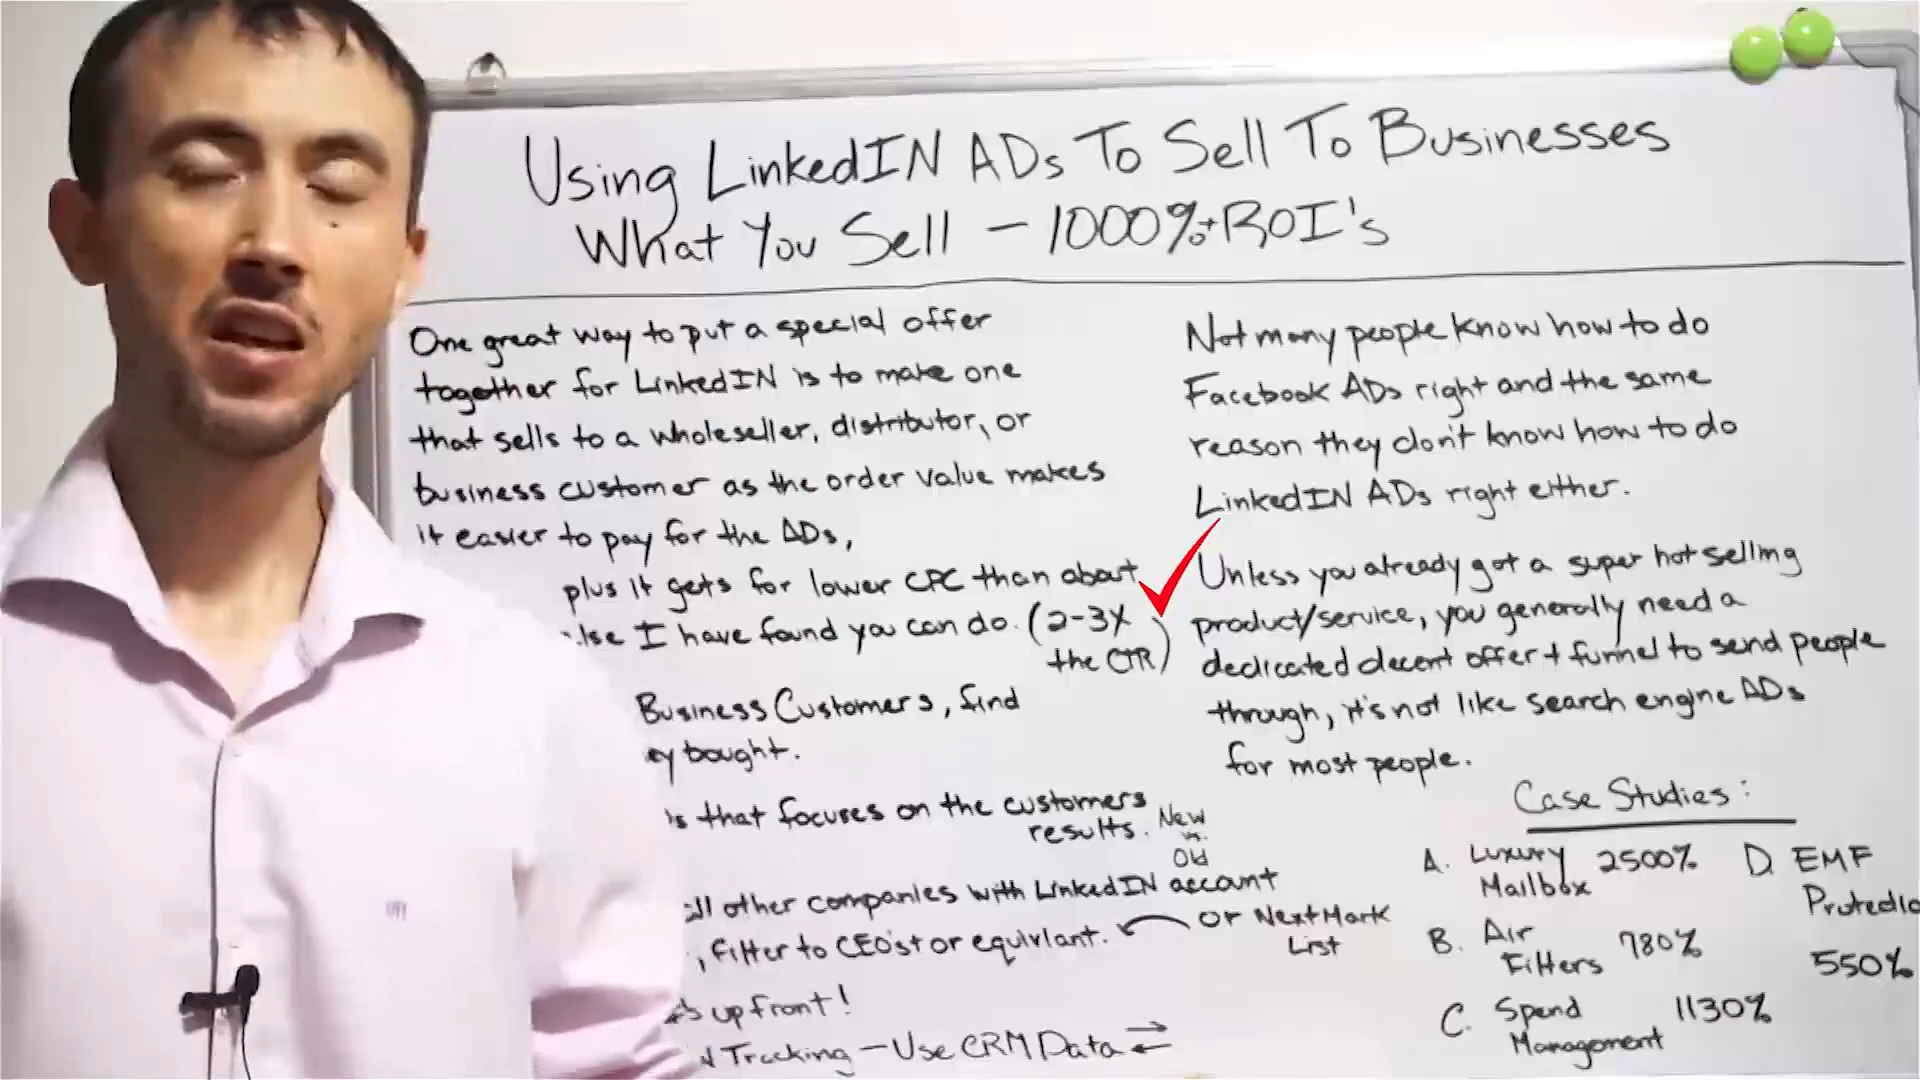 Using LinkedIN ADs To Sell To Businesses
What You Sell – 1000%+ ROI's
One great way to put a special offer
together for LinkedIN is to make one
that sells to a wholeseller, distributor, or
business customer as the order value makes
it easier to pay for the ADs,
plus it gets for lower CPC than about
lse I have found you can do. (2-3X
the CTR)
Business Customers, find
ey bought.
is that focuses on the customers
results. New
vs.
Old
all other companies with LinkedIN account
, filter to CEO's + or equivlant.
or NextMark
List
up front!
Tracking – Use CRM Data
Not many people know how to do
Facebook ADs right and the same
reason they don't know how to do
LinkedIN ADs right either.
Unless you already got a super hot selling
product/service, you generally need a
dedicated decent offer + funnel to send people
through, it's not like search engine ADs
for most people.
Case Studies:
A. Luxury Mailbox 2500%
B. Air Filters 780%
C. Spend Management 1130%
D. EMF
Protectio
550%